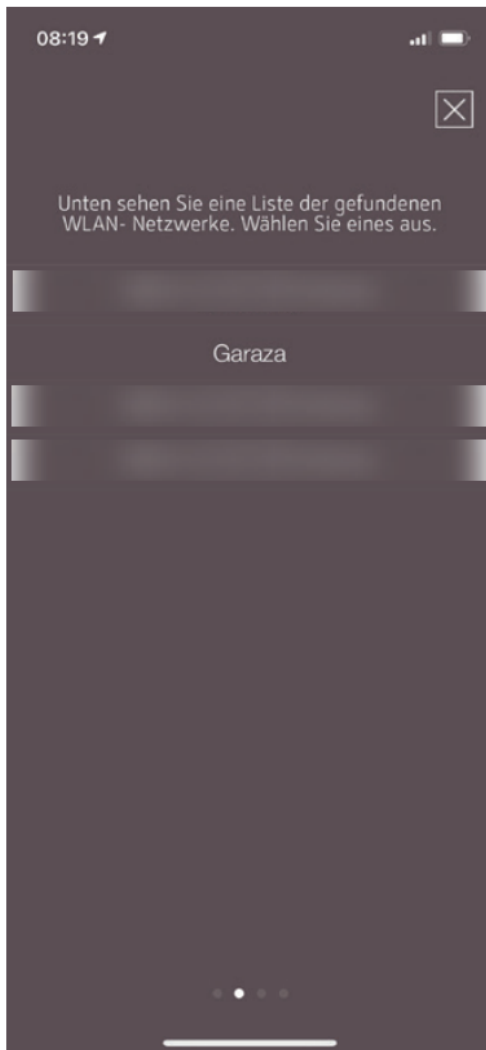 08:19
Unten sehen Sie eine Liste der gefundenen
WLAN- Netzwerke. Wählen Sie eines aus.
Garaza